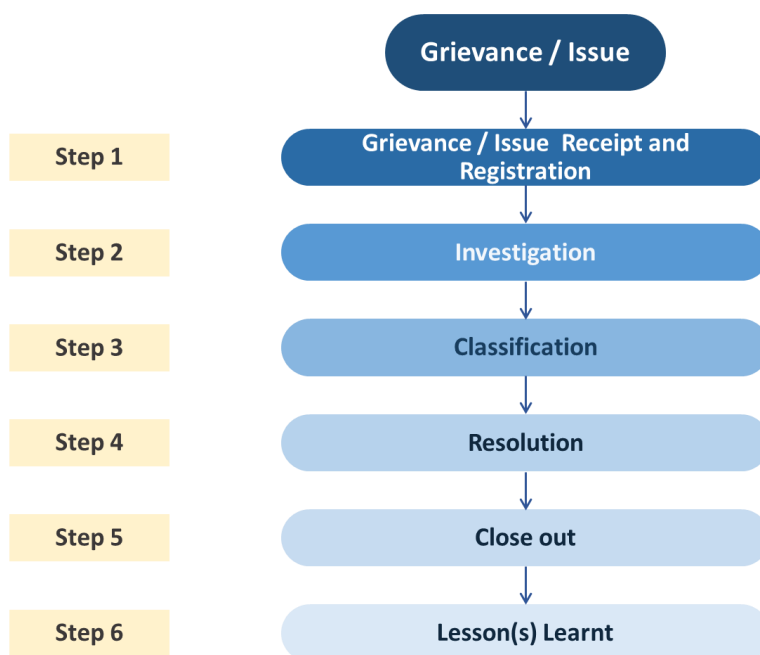 Grievance / Issue
Step 1
Grievance / Issue Receipt and
Registration
Step 2
Investigation
Step 3
Classification
Step 4
Resolution
Step 5
Close out
Step 6
Lesson(s) Learnt